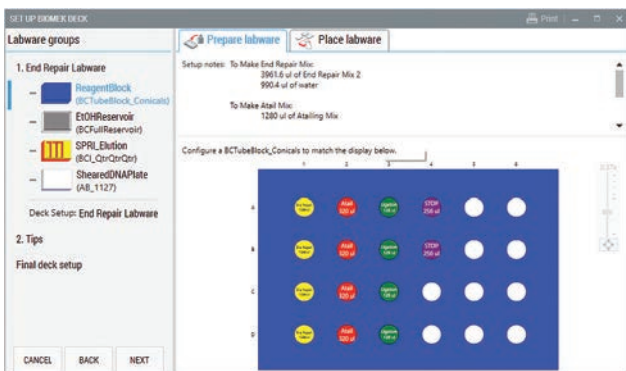 SET UP BIOMEK DECK
Print
Labware groups
Prepare labware
Place labware
1. End Repair Labware
ReagentBlock
(BCTubeBlock_Conicals)
EtOHReservoir
(BCFullReservoir)
SPRI_Elution
(BCI_QtrQtrQtr)
ShearedDNAPlate
(AB_1127)
Deck Setup: End Repair Labware
2. Tips
Final deck setup
CANCEL
BACK
NEXT
Setup notes: To Make End Repair Mix:
3961.6 ul of End Repair Mix 2
990.4 ul of water
To Make Atail Mix:
1280 ul of Atailing Mix
Configure a BCTubeBlock_Conicals to match the display below.
1 2 3 4 5 6
A
Atail
320 ul
STOP
256 ul
B
Atail
320 ul
STOP
256 ul
C
Atail
320 ul
D
Atail
320 ul